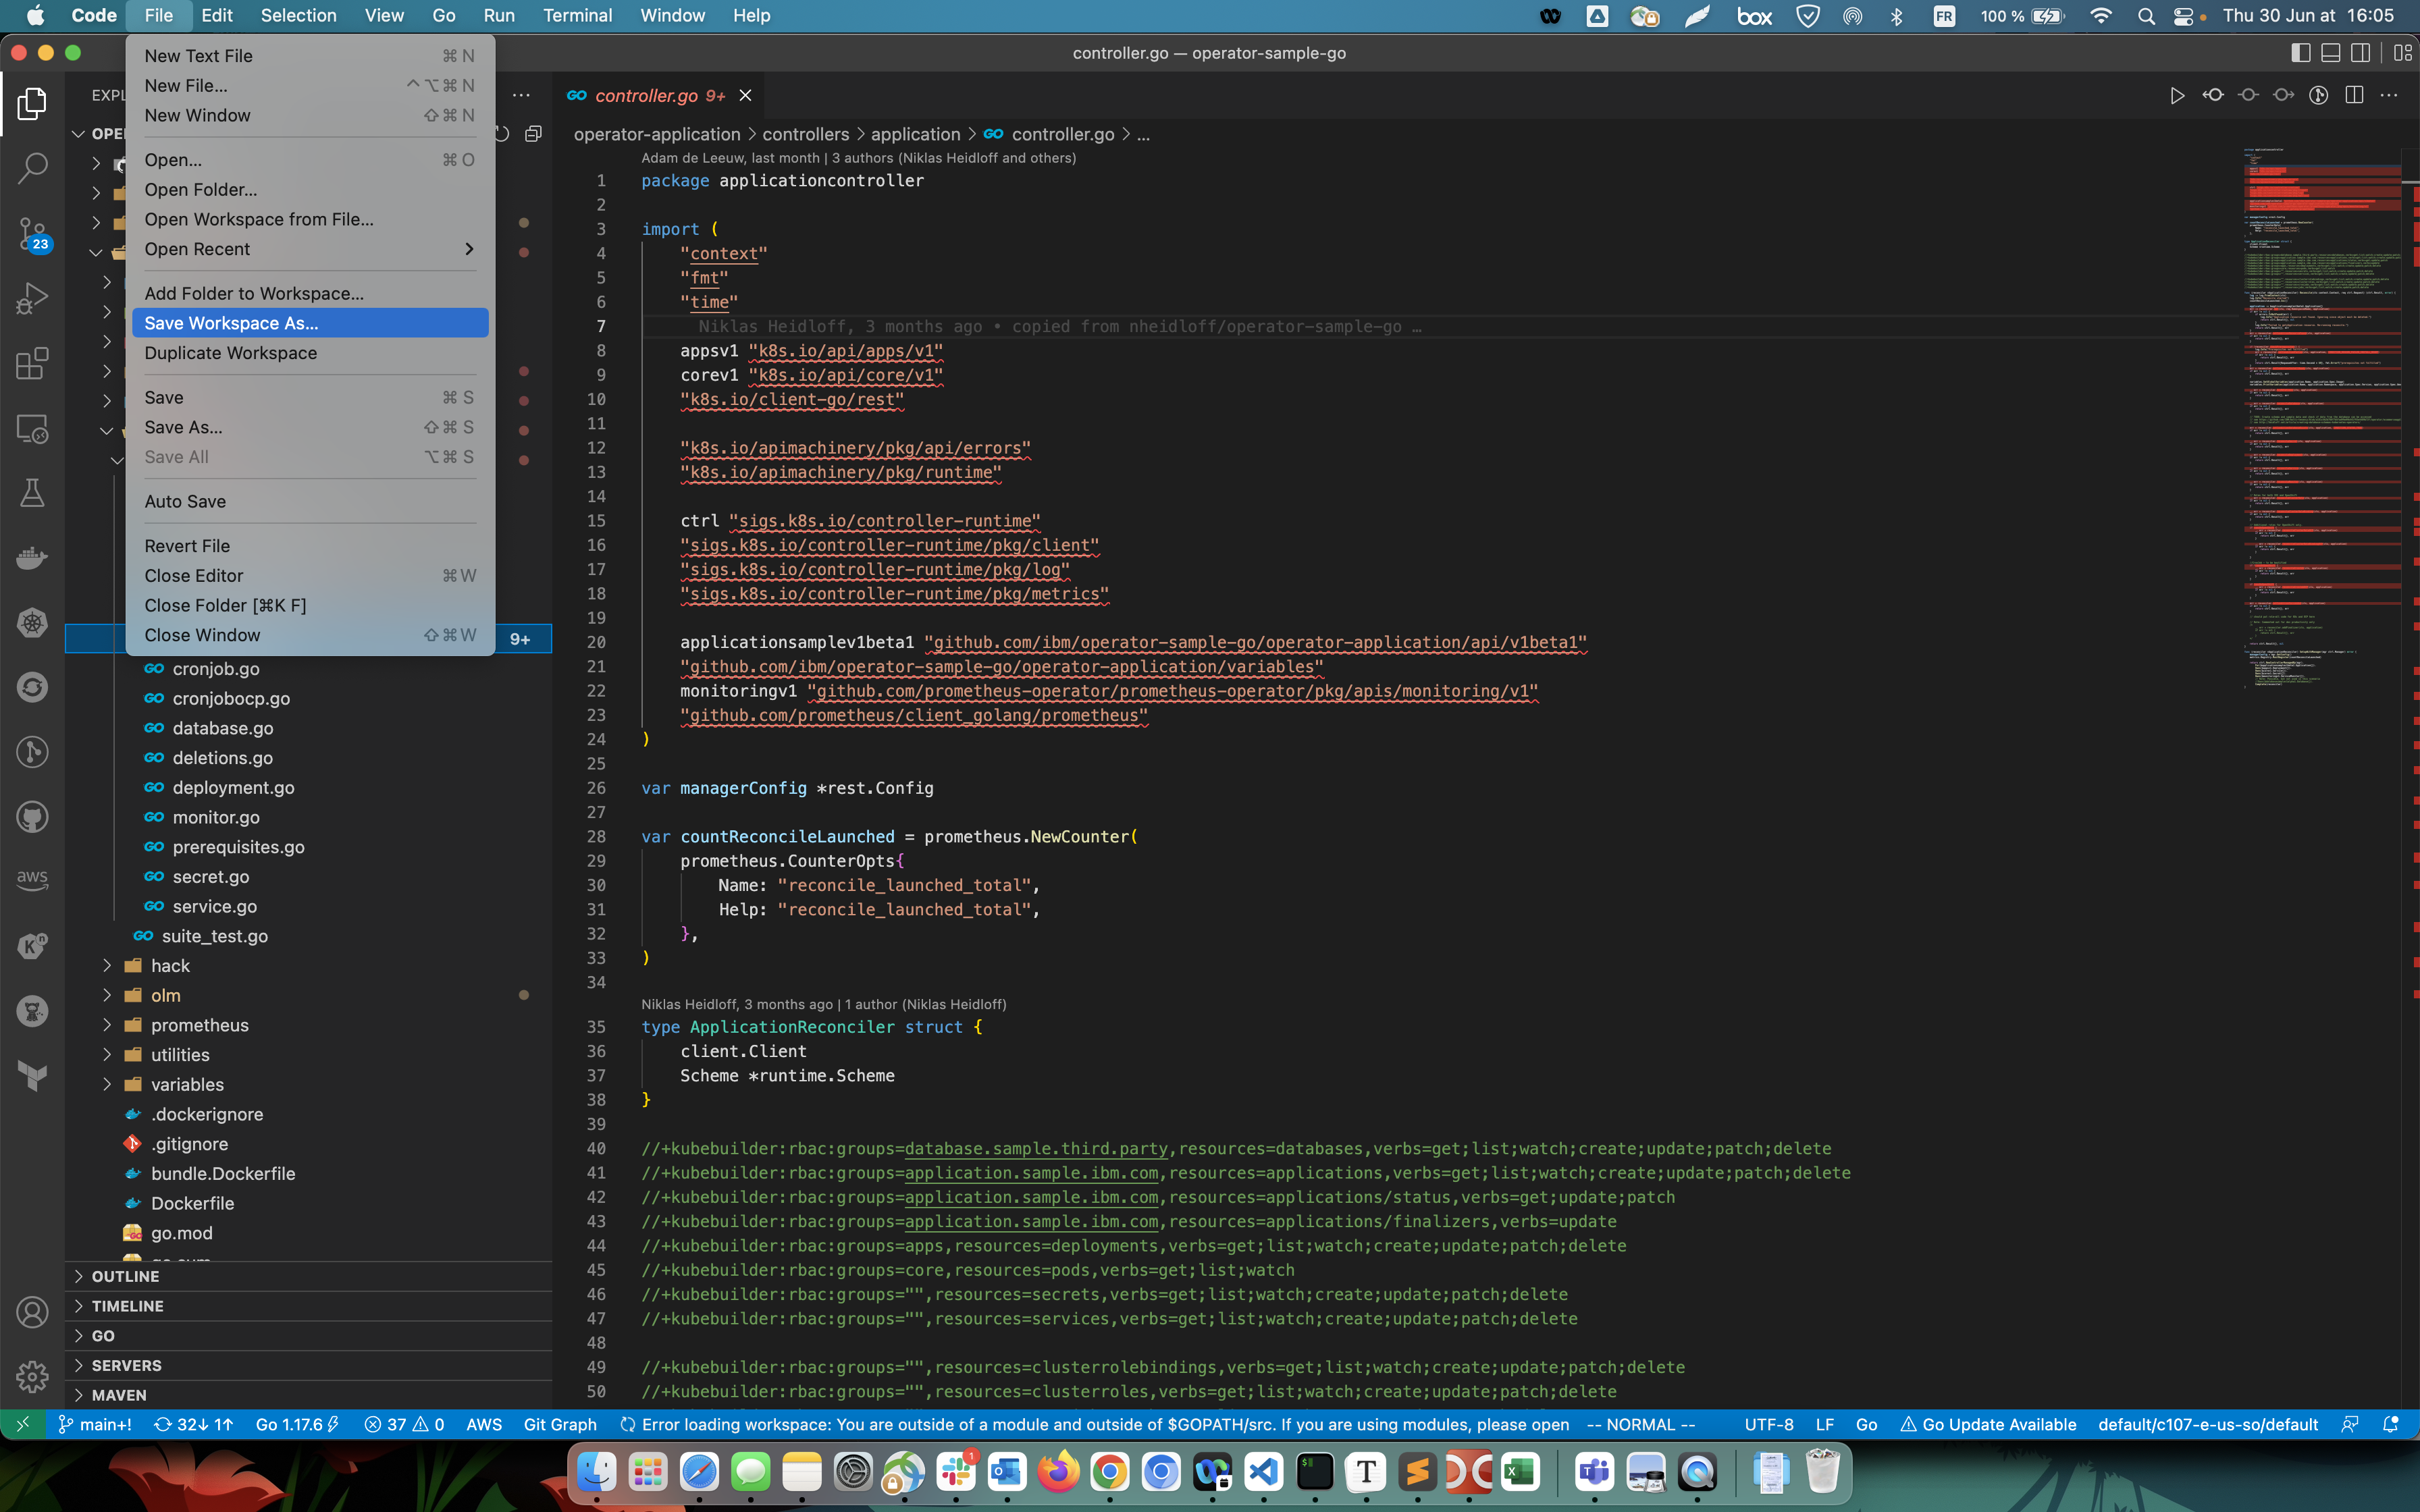 Code File Edit Selection View Go Run Terminal Window Help box FR 100 % Thu 30 Jun at 16:05
controller.go — operator-sample-go
New Text File ⌘ N
New File... ^⌥⌘ N
New Window ⇧⌘ N
Open... ⌘ O
Open Folder...
Open Workspace from File...
Open Recent
Add Folder to Workspace...
Save Workspace As...
Duplicate Workspace
Save ⌘ S
Save As... ⇧⌘ S
Save All ⌥⌘ S
Auto Save
Revert File
Close Editor ⌘W
Close Folder [⌘K F]
Close Window ⇧⌘W
EXPL
OPE
23
aws
9+
cronjob.go
cronjobocp.go
database.go
deletions.go
deployment.go
monitor.go
prerequisites.go
secret.go
service.go
suite_test.go
hack
olm
prometheus
utilities
variables
.dockerignore
.gitignore
bundle.Dockerfile
Dockerfile
go.mod
OUTLINE
TIMELINE
GO
SERVERS
MAVEN
controller.go 9+
operator-application > controllers > application > controller.go > ...
Adam de Leeuw, last month | 3 authors (Niklas Heidloff and others)
1 package applicationcontroller
2
3 import (
4 "context"
5 "fmt"
6 "time"
7 Niklas Heidloff, 3 months ago • copied from nheidloff/operator-sample-go …
8 appsv1 "k8s.io/api/apps/v1"
9 corev1 "k8s.io/api/core/v1"
10 "k8s.io/client-go/rest"
11
12 "k8s.io/apimachinery/pkg/api/errors"
13 "k8s.io/apimachinery/pkg/runtime"
14
15 ctrl "sigs.k8s.io/controller-runtime"
16 "sigs.k8s.io/controller-runtime/pkg/client"
17 "sigs.k8s.io/controller-runtime/pkg/log"
18 "sigs.k8s.io/controller-runtime/pkg/metrics"
19
20 applicationsamplev1beta1 "github.com/ibm/operator-sample-go/operator-application/api/v1beta1"
21 "github.com/ibm/operator-sample-go/operator-application/variables"
22 monitoringv1 "github.com/prometheus-operator/prometheus-operator/pkg/apis/monitoring/v1"
23 "github.com/prometheus/client_golang/prometheus"
24 )
25
26 var managerConfig *rest.Config
27
28 var countReconcileLaunched = prometheus.NewCounter(
29 prometheus.CounterOpts{
30 Name: "reconcile_launched_total",
31 Help: "reconcile_launched_total",
32 },
33 )
34
Niklas Heidloff, 3 months ago | 1 author (Niklas Heidloff)
35 type ApplicationReconciler struct {
36 client.Client
37 Scheme *runtime.Scheme
38 }
39
40 //+kubebuilder:rbac:groups=database.sample.third.party,resources=databases,verbs=get;list;watch;create;update;patch;delete
41 //+kubebuilder:rbac:groups=application.sample.ibm.com,resources=applications,verbs=get;list;watch;create;update;patch;delete
42 //+kubebuilder:rbac:groups=application.sample.ibm.com,resources=applications/status,verbs=get;update;patch
43 //+kubebuilder:rbac:groups=application.sample.ibm.com,resources=applications/finalizers,verbs=update
44 //+kubebuilder:rbac:groups=apps,resources=deployments,verbs=get;list;watch;create;update;patch;delete
45 //+kubebuilder:rbac:groups=core,resources=pods,verbs=get;list;watch
46 //+kubebuilder:rbac:groups="",resources=secrets,verbs=get;list;watch;create;update;patch;delete
47 //+kubebuilder:rbac:groups="",resources=services,verbs=get;list;watch;create;update;patch;delete
48
49 //+kubebuilder:rbac:groups="",resources=clusterrolebindings,verbs=get;list;watch;create;update;patch;delete
50 //+kubebuilder:rbac:groups="",resources=clusterroles,verbs=get;list;watch;create;update;patch;delete
main+! 32↓ 1↑ Go 1.17.6 37 0 AWS Git Graph Error loading workspace: You are outside of a module and outside of $GOPATH/src. If you are using modules, please open -- NORMAL -- UTF-8 LF Go Go Update Available default/c107-e-us-so/default
1